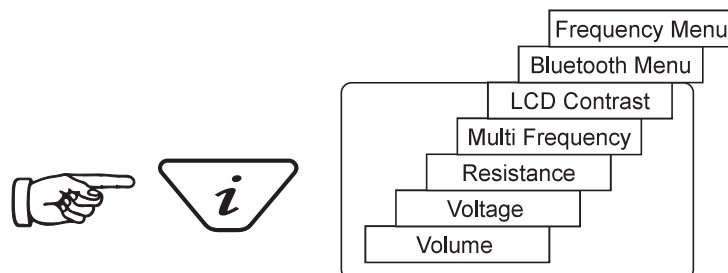 Frequency Menu
Bluetooth Menu
LCD Contrast
Multi Frequency
Resistance
i
Voltage
Volume